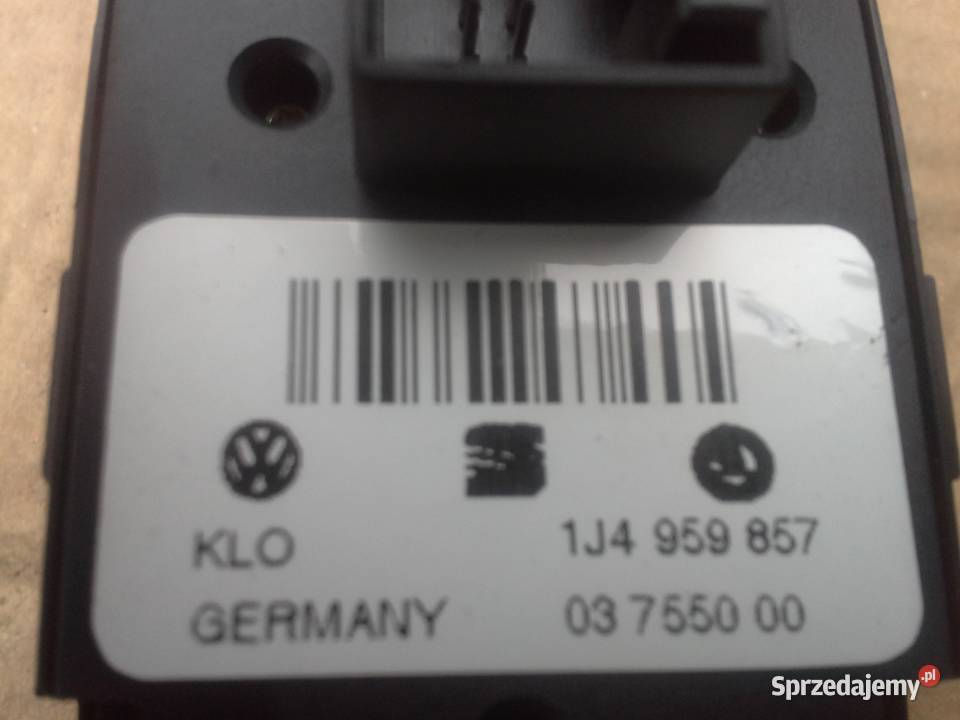 KLO
1J4 959 857
GERMANY
03 7550 00
Sprzedajemy.pl